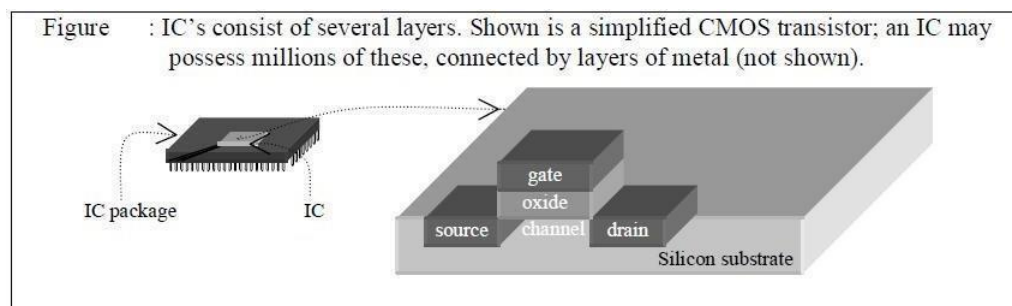 Figure : IC's consist of several layers. Shown is a simplified CMOS transistor; an IC may
possess millions of these, connected by layers of metal (not shown).
gate
oxide
IC package
IC
source
channel
drain
Silicon substrate